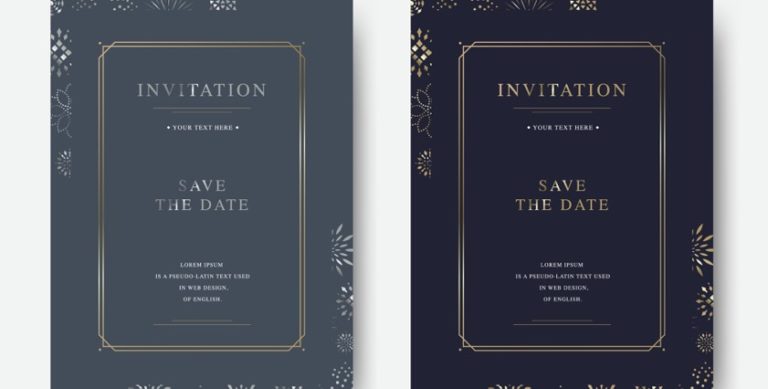 INVITATION
• YOUR TEXT HERE •
SAVE
THE DATE
LOREM IPSUM
IS A PSEUDO-LATIN TEXT USED
IN WEB DESIGN,
OF ENGLISH.
INVITATION
• YOUR TEXT HERE •
SAVE
THE DATE
LOREM IPSUM
IS A PSEUDO-LATIN TEXT USED
IN WEB DESIGN,
OF ENGLISH.